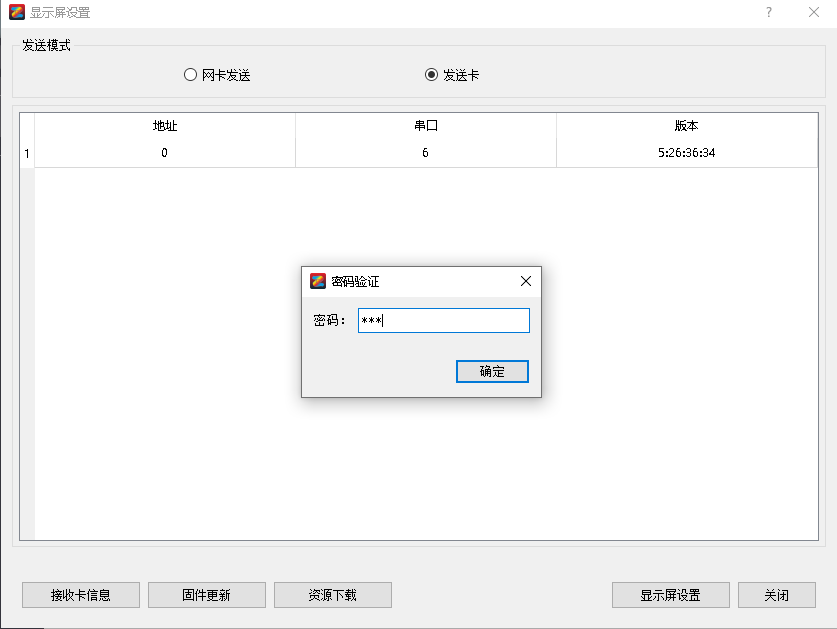 显示屏设置
?
发送模式
网卡发送 发送卡
地址 串口 版本
1 0 6 5:26:36:34
密码验证
密码： ***
确定
接收卡信息 固件更新 资源下载 显示屏设置 关闭